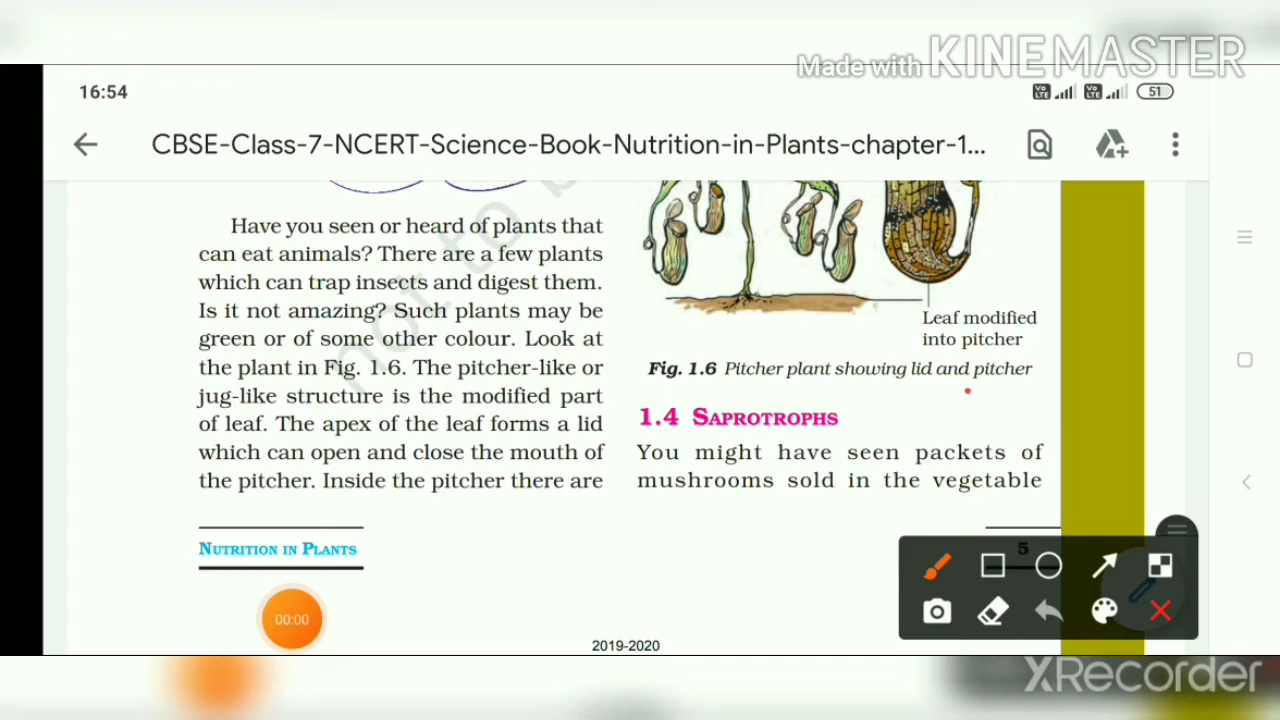 Made with KINEMASTER
16:54
Vo LTE
Vo LTE
51
CBSE-Class-7-NCERT-Science-Book-Nutrition-in-Plants-chapter-1...
not to b
Have you seen or heard of plants that
can eat animals? There are a few plants
which can trap insects and digest them.
Is it not amazing? Such plants may be
green or of some other colour. Look at
the plant in Fig. 1.6. The pitcher-like or
jug-like structure is the modified part
of leaf. The apex of the leaf forms a lid
which can open and close the mouth of
the pitcher. Inside the pitcher there are
Leaf modified
into pitcher
Fig. 1.6 Pitcher plant showing lid and pitcher
1.4 SAPROTROPHS
You might have seen packets of
mushrooms sold in the vegetable
NUTRITION IN PLANTS
5
00:00
2019-2020
XRecorder